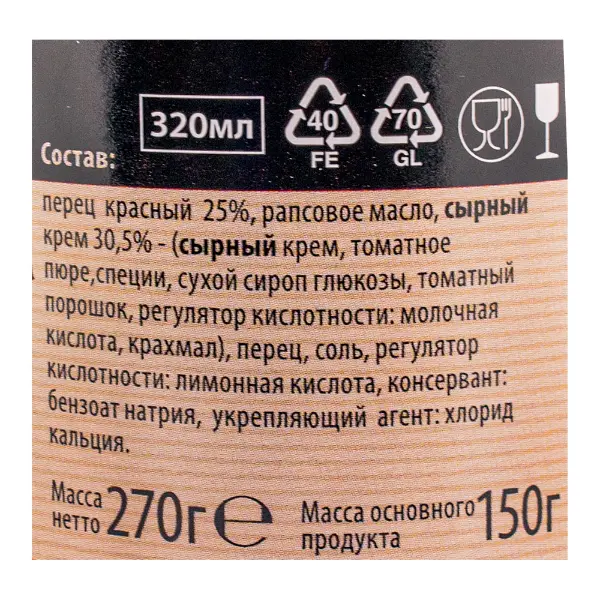 320мл
40
FE
70
GL
Состав:
перец красный 25%, рапсовое масло, сырный
крем 30,5% - (сырный крем, томатное
пюре,специи, сухой сироп глюкозы, томатный
порошок, регулятор кислотности: молочная
кислота, крахмал), перец, соль, регулятор
кислотности: лимонная кислота, консервант:
бензоат натрия, укрепляющий агент: хлорид
кальция.
Масса нетто 270г ℮
Масса основного продукта 150г